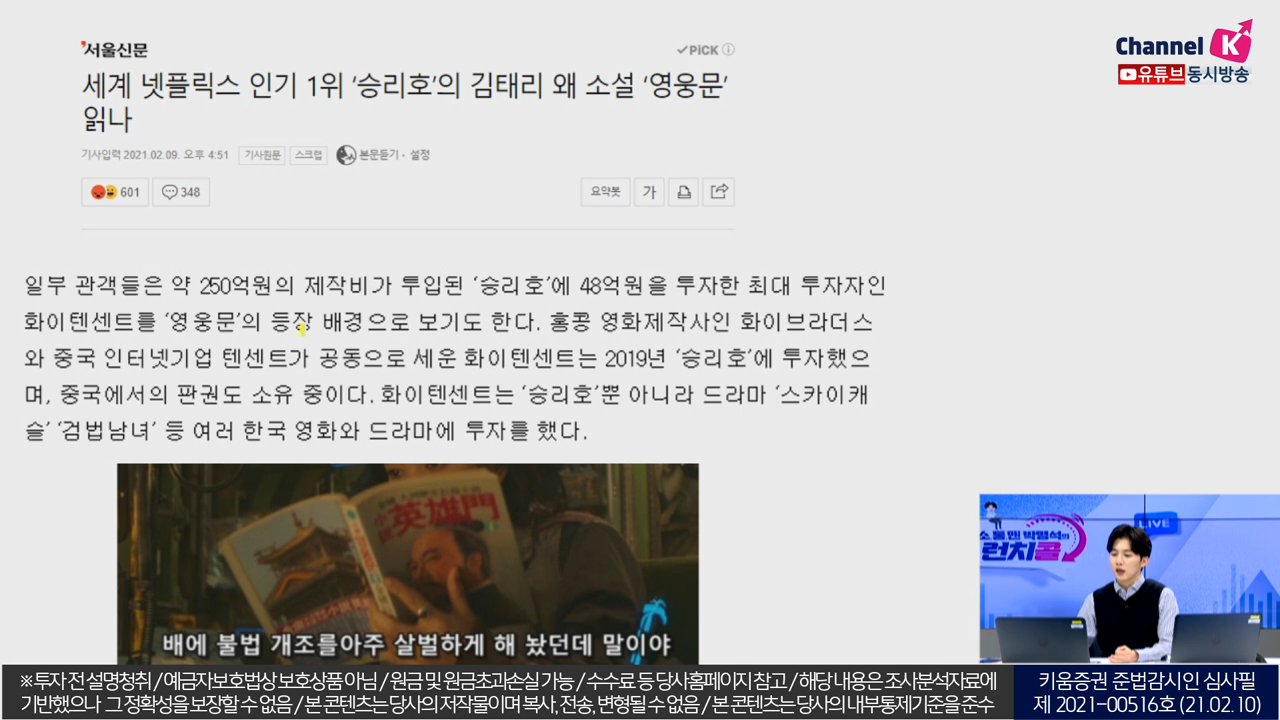 서울신문
PiCK
세계 넷플릭스 인기 1위 '승리호'의 김태리 왜 소설 '영웅문'
읽나
기사입력 2021.02.09. 오후 4:51 기사원문 스크랩 본문듣기 · 설정
601 348 요약봇 가
일부 관객들은 약 250억원의 제작비가 투입된 '승리호'에 48억원을 투자한 최대 투자자인
화이텐센트를 '영웅문'의 등장 배경으로 보기도 한다. 홍콩 영화제작사인 화이브라더스
와 중국 인터넷기업 텐센트가 공동으로 세운 화이텐센트는 2019년 '승리호'에 투자했으
며, 중국에서의 판권도 소유 중이다. 화이텐센트는 '승리호'뿐 아니라 드라마 '스카이캐
슬' '검법남녀' 등 여러 한국 영화와 드라마에 투자를 했다.
英雄門
배에 불법 개조를아주 살벌하게 해 놨던데 말이야
Channel K
유튜브동시방송
LIVE
소통맨 박명석의
런치콜
※ 투자 전 설명청취 / 예금자보호법상 보호상품 아님 / 원금 및 원금초과손실 가능 / 수수료 등 당사홈페이지 참고 / 해당 내용은 조사분석자료에
기반했으나 그 정확성을 보장할 수 없음 / 본 콘텐츠는 당사의 저작물이며 복사, 전송, 변형될 수 없음 / 본 콘텐츠는 당사의 내부통제기준을 준수
키움증권 준법감시인 심사필
제 2021-00516호 (21.02.10)